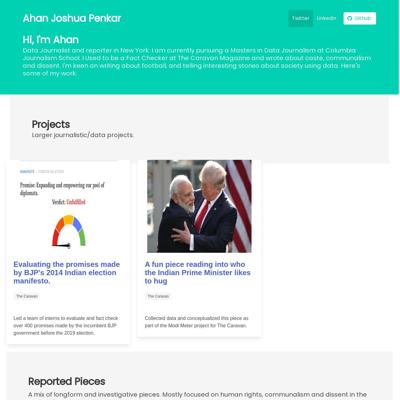 Ahan Joshua Penkar
Twitter
LinkedIn
Github
Hi, I'm Ahan
Data Journalist and reporter in New York. I am currently pursuing a Masters in Data Journalism at Columbia
Journalism School. I used to be a Fact Checker at The Caravan Magazine and wrote about caste, communalism
and dissent. I'm keen on writing about football, and telling interesting stories about society using data. Here's
some of my work.
Projects
Larger journalistic/data projects.
Promise: Expanding and empowering our pool of
diplomats.
Verdict: Unfulfilled
Evaluating the promises made
by BJP's 2014 Indian election
manifesto.
The Caravan
Led a team of interns to evaluate and fact check
over 400 promises made by the incumbent BJP
government before the 2019 election.
A fun piece reading into who
the Indian Prime Minister likes
to hug
The Caravan
Collected data and conceptualized this piece as
part of the Modi Meter project for The Caravan.
Reported Pieces
A mix of longform and investigative pieces. Mostly focused on human rights, communalism and dissent in the